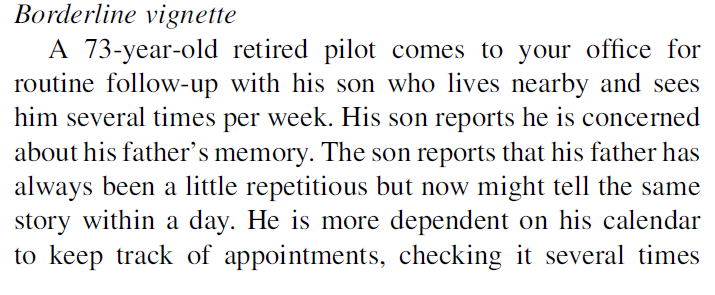 Borderline vignette
A 73-year-old retired pilot comes to your office for
routine follow-up with his son who lives nearby and sees
him several times per week. His son reports he is concerned
about his father’s memory. The son reports that his father has
always been a little repetitious but now might tell the same
story within a day. He is more dependent on his calendar
to keep track of appointments, checking it several times